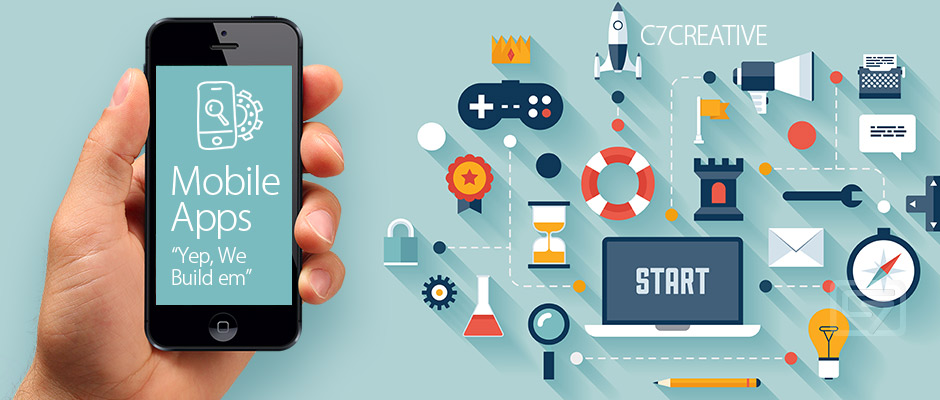 C7CREATIVE
Mobile
Apps
“Yep, We
Build em”
START